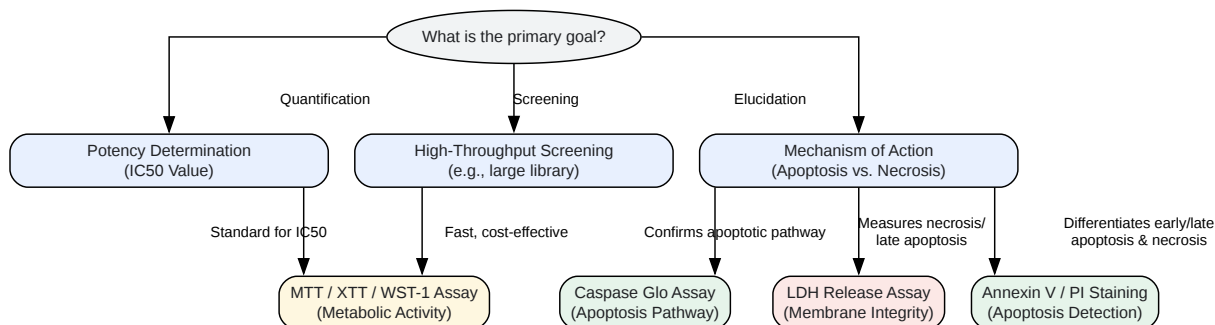 What is the primary goal?
Quantification
Screening
Elucidation
Potency Determination
(IC50 Value)
High-Throughput Screening
(e.g., large library)
Mechanism of Action
(Apoptosis vs. Necrosis)
Standard for IC50
Fast, cost-effective
Confirms apoptotic pathway
Measures necrosis/
late apoptosis
Differentiates early/late
apoptosis & necrosis
MTT / XTT / WST-1 Assay
(Metabolic Activity)
Caspase Glo Assay
(Apoptosis Pathway)
LDH Release Assay
(Membrane Integrity)
Annexin V / PI Staining
(Apoptosis Detection)